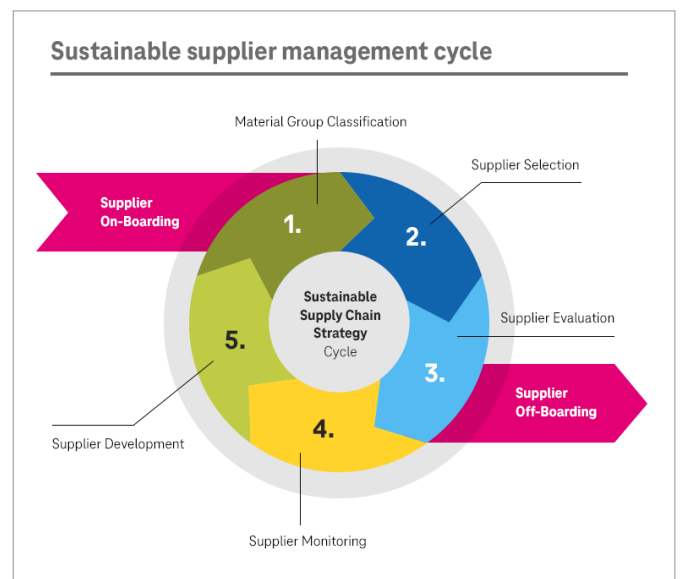 Sustainable supplier management cycle
Material Group Classification
Supplier Selection
Supplier
On-Boarding
1.
2.
Sustainable
Supply Chain
Strategy
Cycle
Supplier Evaluation
5.
3.
Supplier
Off-Boarding
4.
Supplier Development
Supplier Monitoring